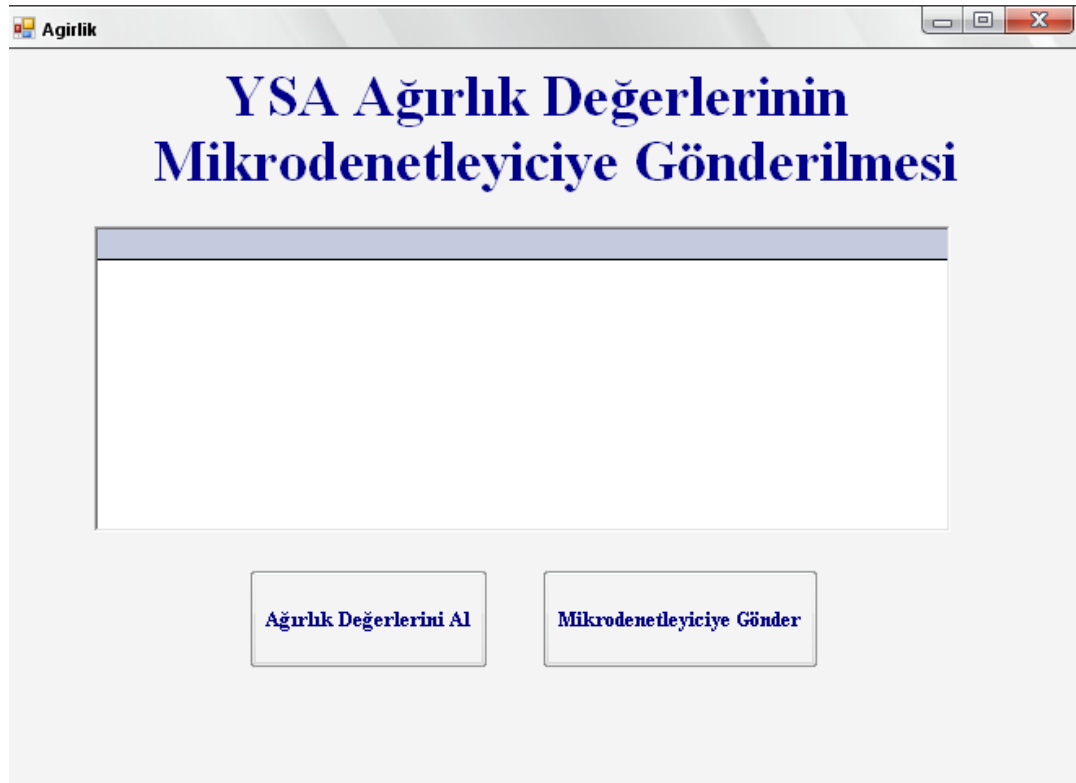 Agirlik
YSA Ağırlık Değerlerinin
Mikrodenetleyiciye Gönderilmesi
Ağırlık Değerlerini Al
Mikrodenetleyiciye Gönder